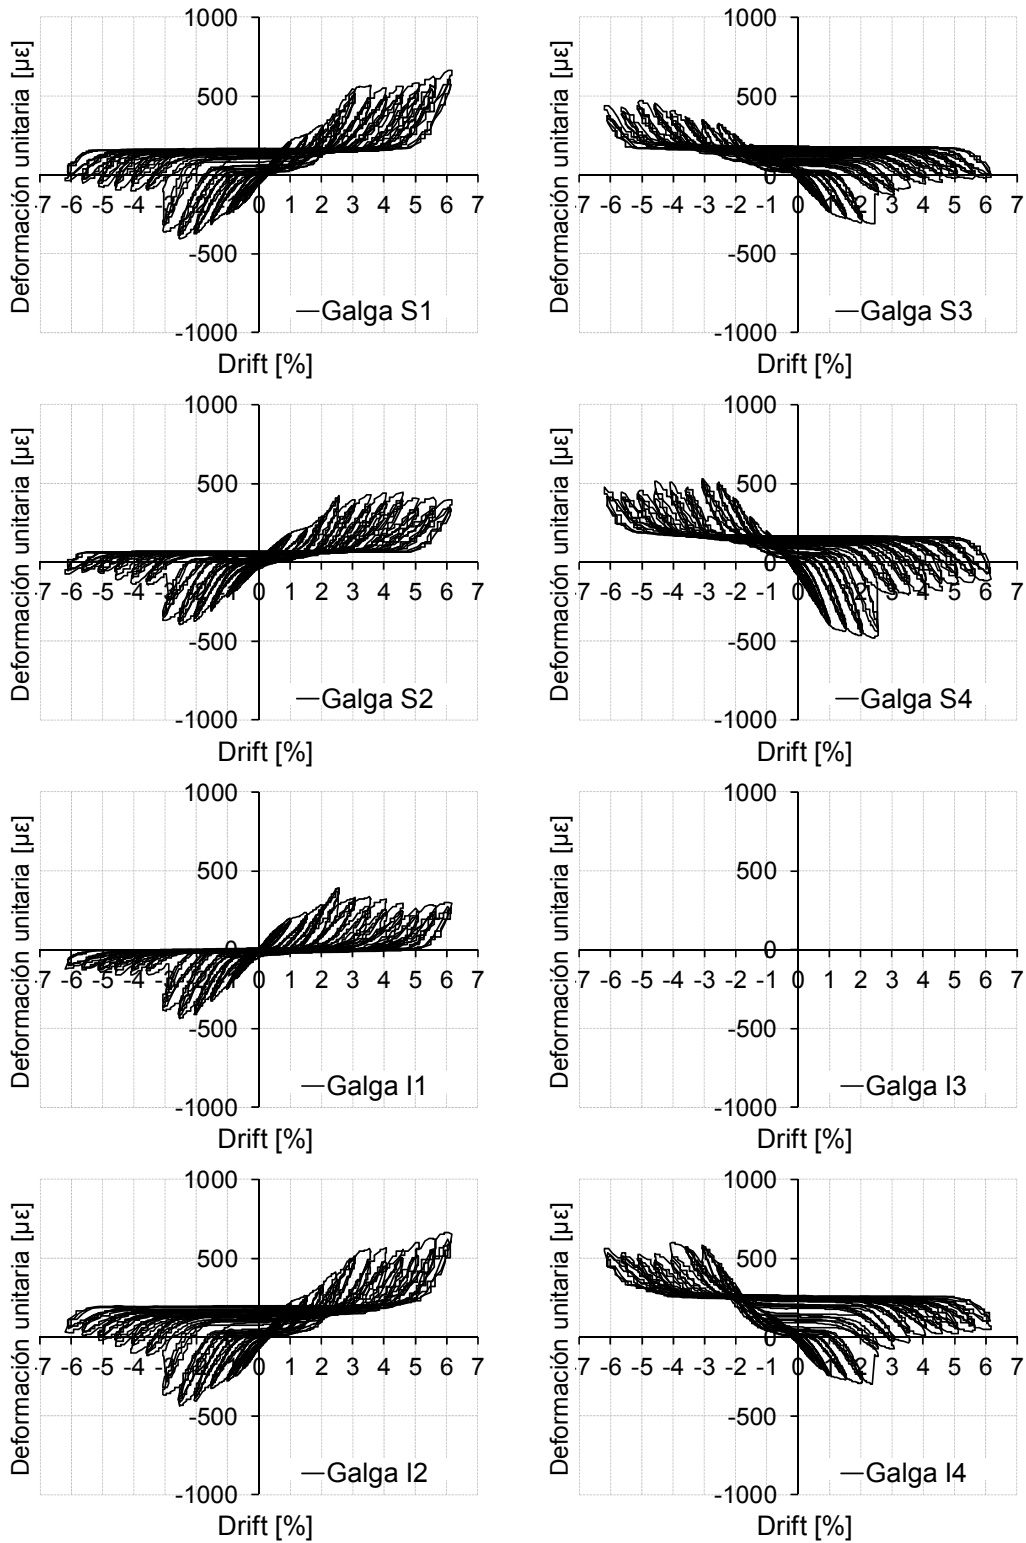 Deformación unitaria [με]
1000
500
-7 -6 -5 -4 -3 -2 -1 0 1 2 3 4 5 6 7
-500
Galga S1
-1000
Drift [%]
Deformación unitaria [με]
1000
500
0
-7 -6 -5 -4 -3 -2 -1 0 1 2 3 4 5 6 7
-500
Galga S3
-1000
Drift [%]
Deformación unitaria [με]
1000
500
-7 -6 -5 -4 -3 -2 -1 0 1 2 3 4 5 6 7
-500
Galga S2
-1000
Drift [%]
Deformación unitaria [με]
1000
500
0
-7 -6 -5 -4 -3 -2 -1 0 1 2 3 4 5 6 7
-500
Galga S4
-1000
Drift [%]
Deformación unitaria [με]
1000
500
0
-7 -6 -5 -4 -3 -2 -1 0 1 2 3 4 5 6 7
-500
Galga I1
-1000
Drift [%]
Deformación unitaria [με]
1000
500
0
-7 -6 -5 -4 -3 -2 -1 0 1 2 3 4 5 6 7
-500
Galga I3
-1000
Drift [%]
Deformación unitaria [με]
1000
500
-7 -6 -5 -4 -3 -2 -1 0 1 2 3 4 5 6 7
-500
Galga I2
-1000
Drift [%]
Deformación unitaria [με]
1000
500
0
-7 -6 -5 -4 -3 -2 -1 0 1 2 3 4 5 6 7
-500
Galga I4
-1000
Drift [%]